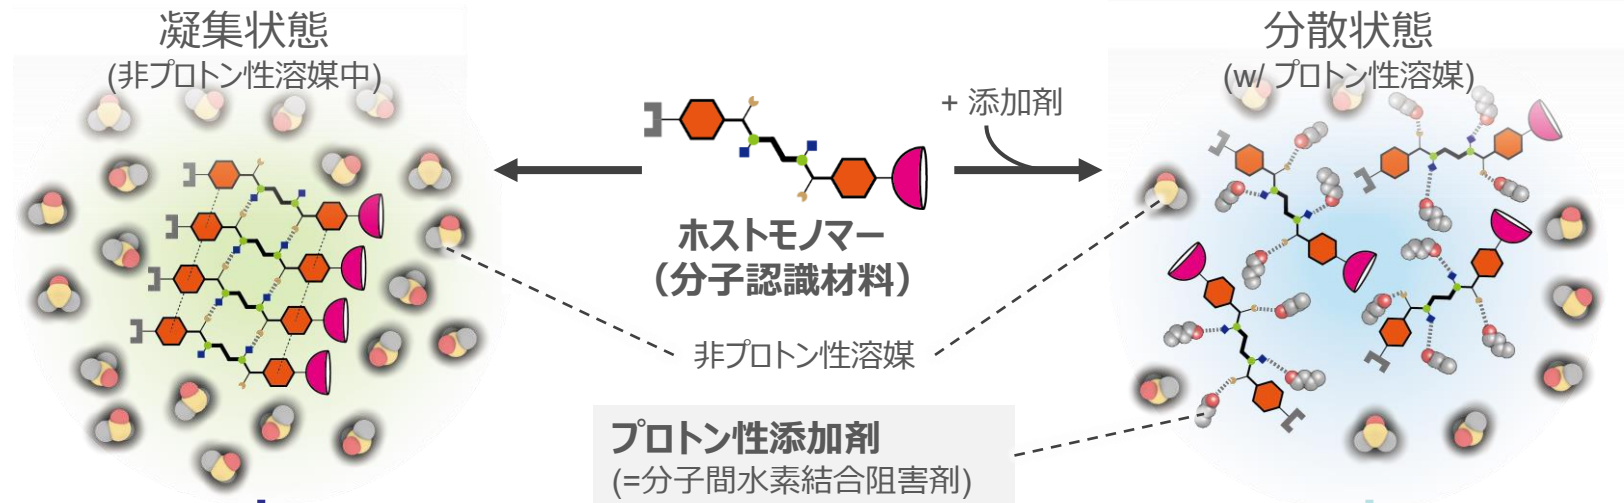 凝集状態
(非プロトン性溶媒中)
+ 添加剤
ホストモノマー
（分子認識材料）
分散状態
(w/ プロトン性溶媒)
非プロトン性溶媒
プロトン性添加剤
(=分子間水素結合阻害剤)